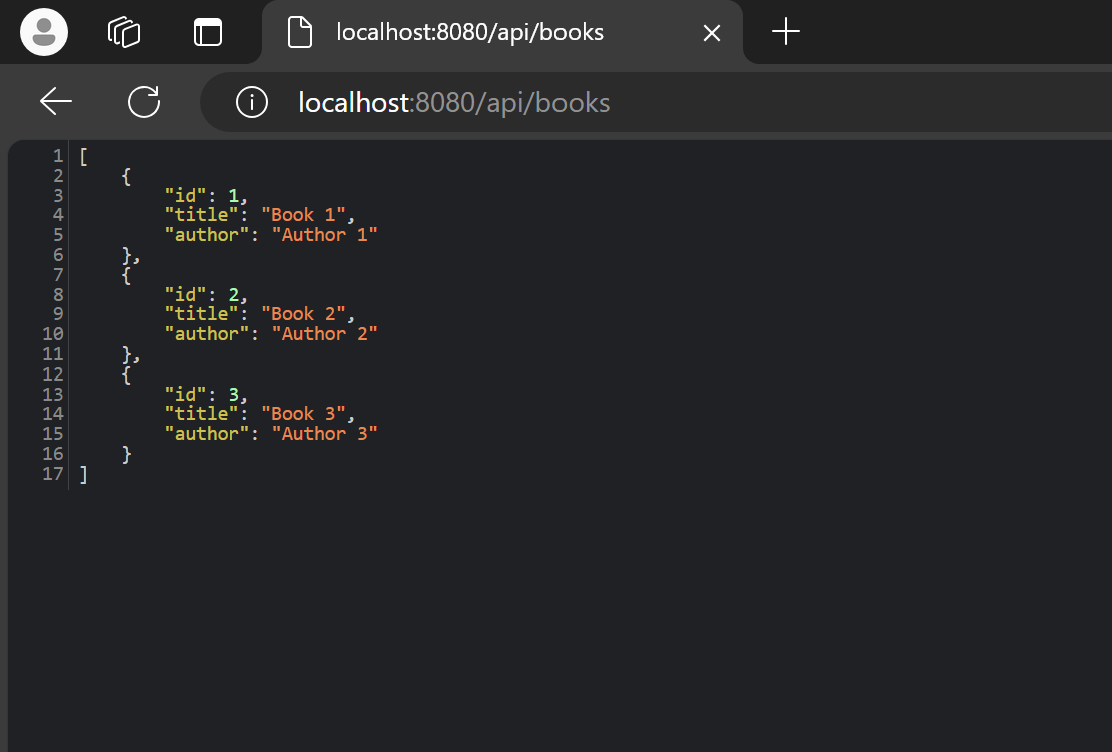 localhost:8080/api/books
localhost:8080/api/books
1 [
2     {
3         "id": 1,
4         "title": "Book 1",
5         "author": "Author 1"
6     },
7     {
8         "id": 2,
9         "title": "Book 2",
10         "author": "Author 2"
11     },
12     {
13         "id": 3,
14         "title": "Book 3",
15         "author": "Author 3"
16     }
17 ]